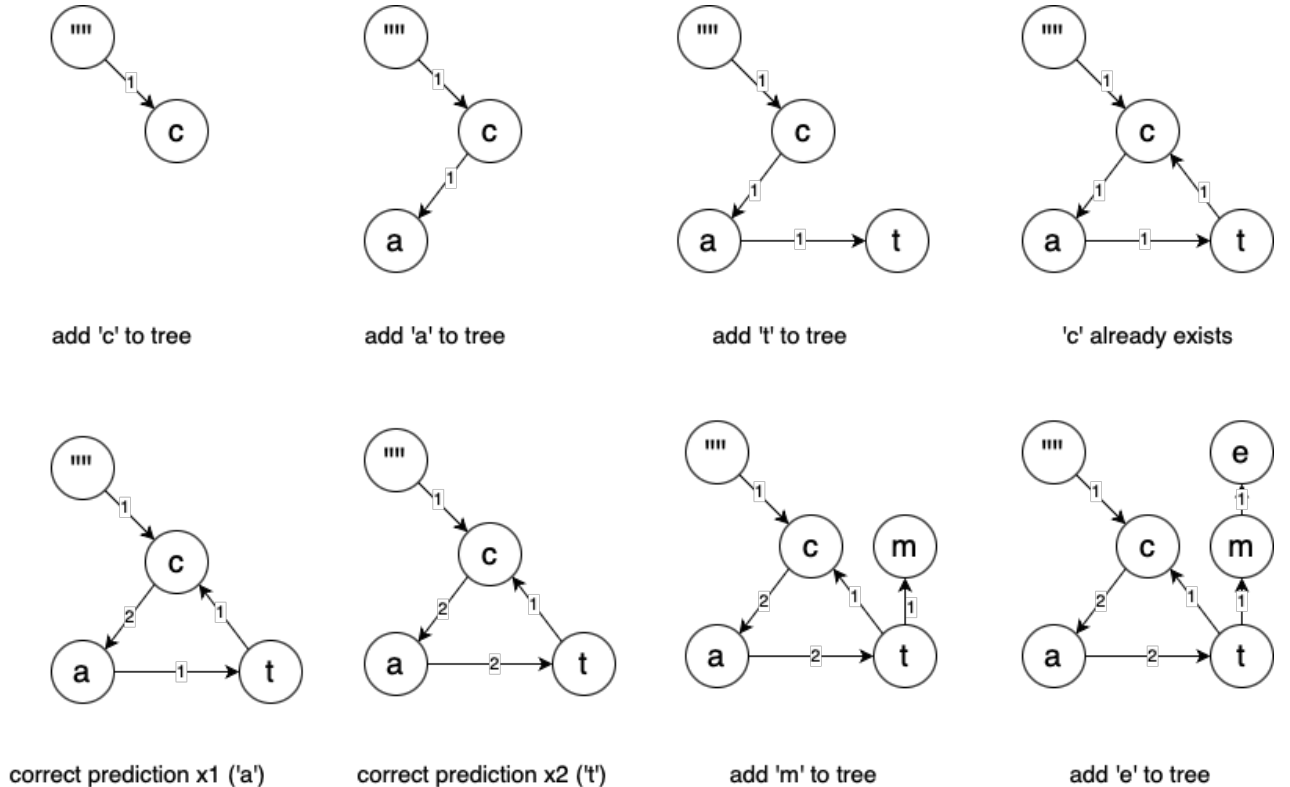 ""
1
c
""
1
c
1
a
""
1
c
1
a
1
t
""
1
c
1
1
a
1
t
add 'c' to tree
add 'a' to tree
add 't' to tree
'c' already exists
""
1
c
2
1
a
1
t
""
1
c
2
1
a
2
t
""
1
c
m
2
1
1
a
2
t
""
e
1
1
c
m
2
1
1
a
2
t
correct prediction x1 ('a')
correct prediction x2 ('t')
add 'm' to tree
add 'e' to tree